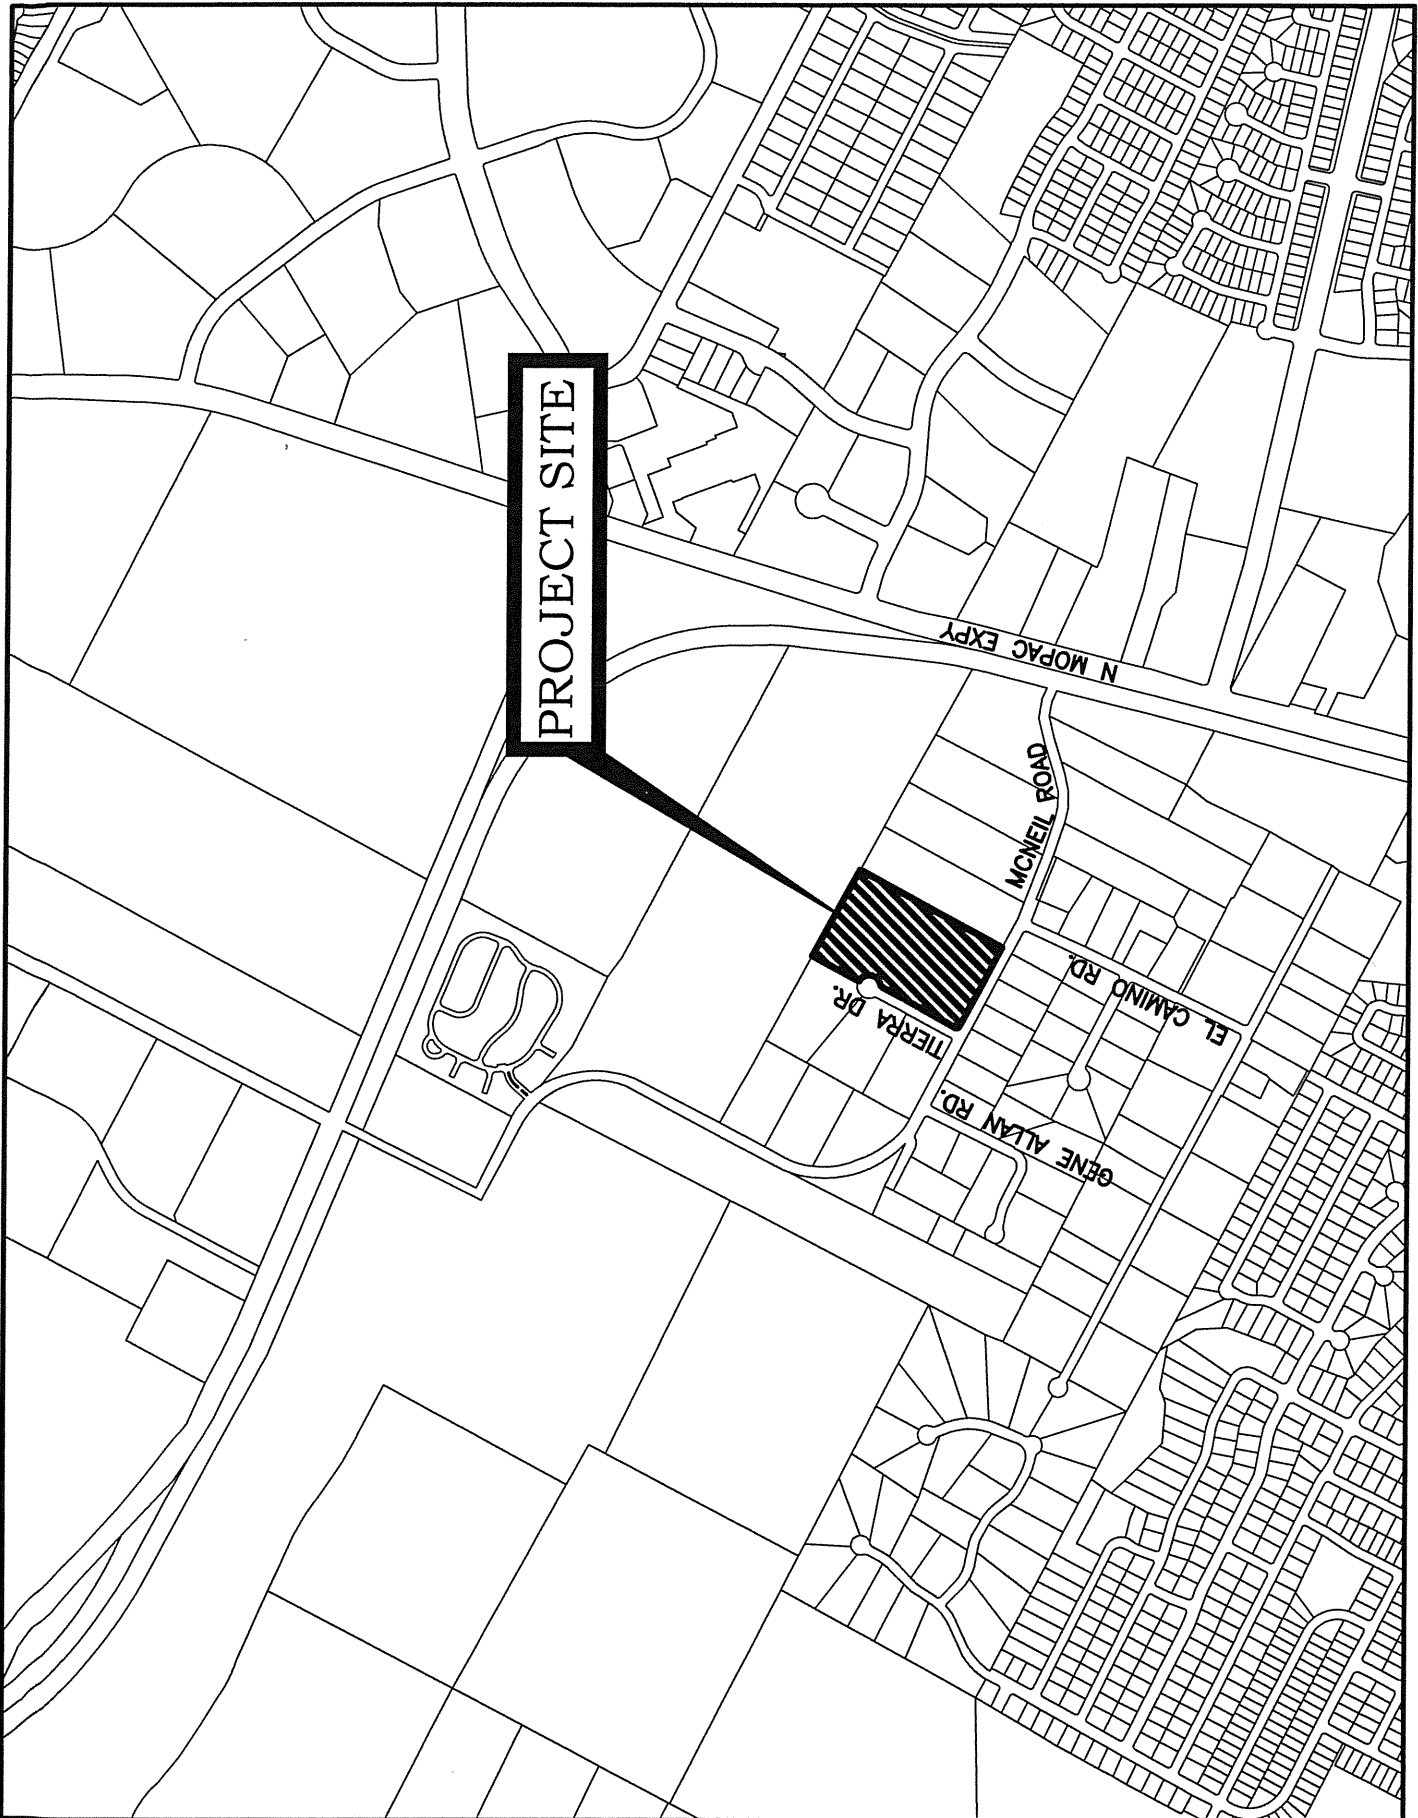 PROJECT SITE
N MOPAC EXPY
MCNEIL ROAD
EL CAMINO RD.
TIERRA DR.
GENE ALLAN RD.